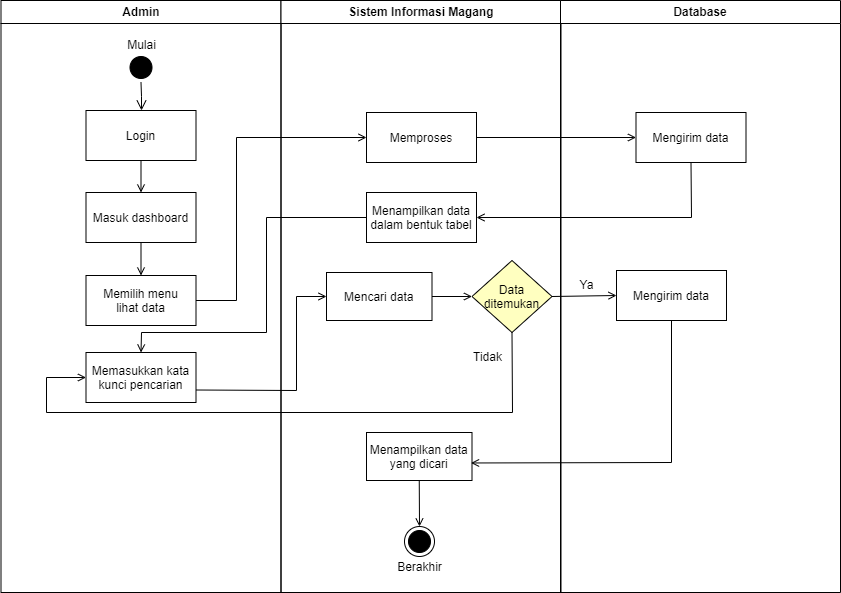 Admin
Sistem Informasi Magang
Database
Mulai
Login
Memproses
Mengirim data
Masuk dashboard
Menampilkan data
dalam bentuk tabel
Memilih menu
lihat data
Mencari data
Data
ditemukan
Ya
Mengirim data
Tidak
Memasukkan kata
kunci pencarian
Menampilkan data
yang dicari
Berakhir